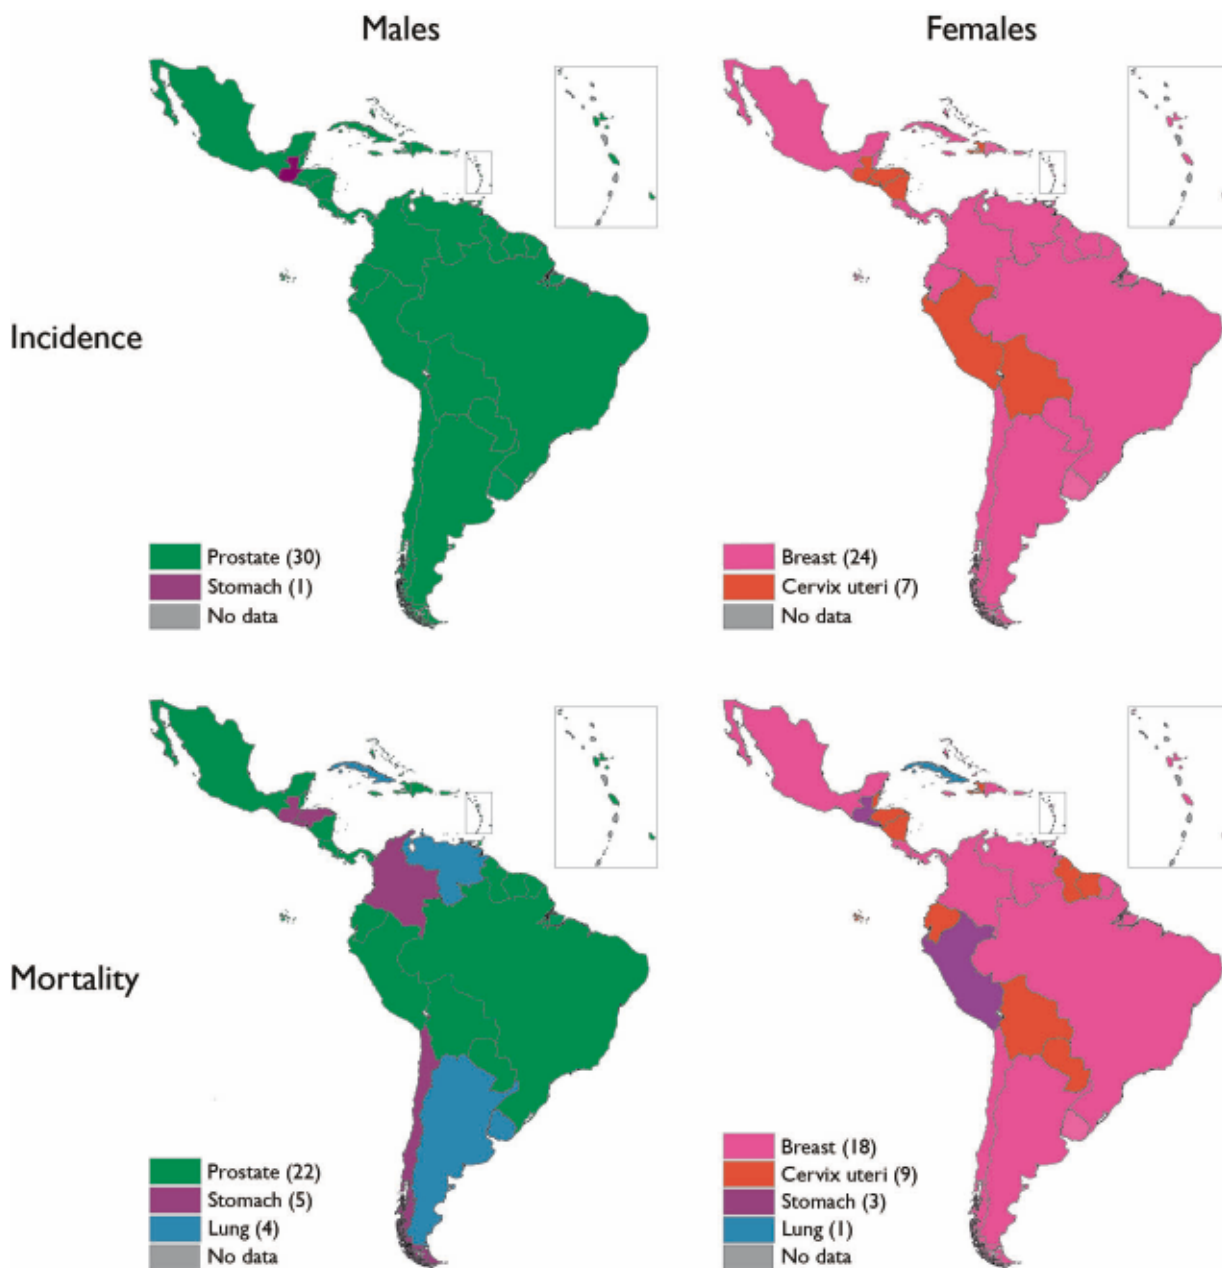 Males
Females
Incidence
Prostate (30)
Stomach (1)
No data
Breast (24)
Cervix uteri (7)
No data
Mortality
Prostate (22)
Stomach (5)
Lung (4)
No data
Breast (18)
Cervix uteri (9)
Stomach (3)
Lung (1)
No data